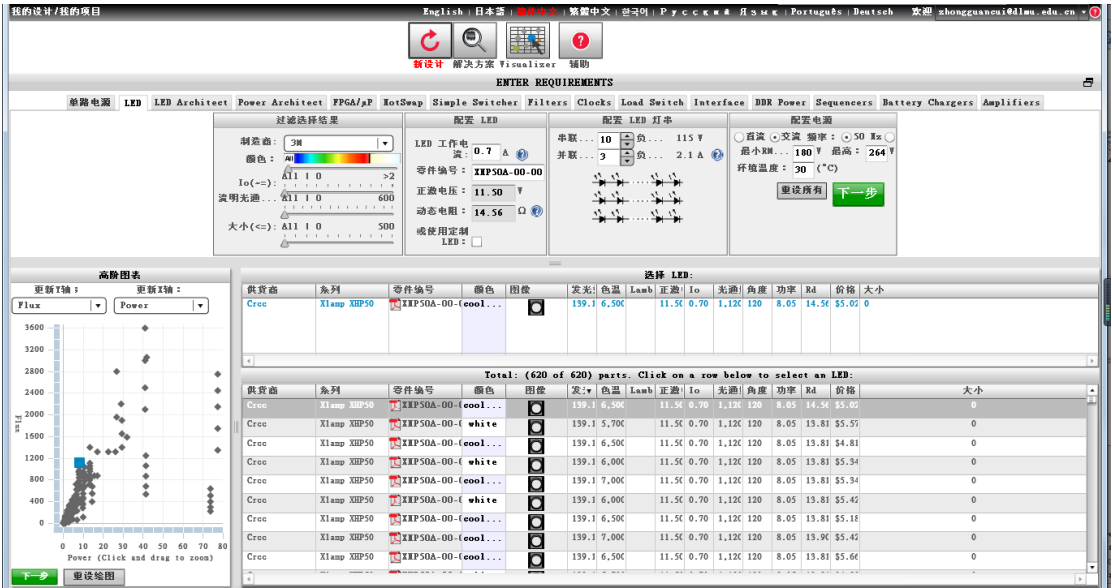 我的设计/我的项目 English | 日本語 | 简体中文 | 繁體中文 | 한국어 | Р у с с к и й Я з ы к | Português | Deutsch 欢迎 zhongguancui@dlmu.edu.cn
新设计 解决方案 Visualizer 辅助
ENTER REQUIREMENTS
单路电源 LED LED Architect Power Architect FPGA/μP HotSwap Simple Switcher Filters Clocks Load Switch Interface DDR Power Sequencers Battery Chargers Amplifiers
过滤选择结果
制造商: 3M
颜色: All
Io(~=): All 1 0 >2
流明光通... All 1 0 600
大小(<=): All 1 0 500
配置 LED
LED 工作电
流: 0.7 A
零件编号: XHP50A-00-00
正激电压: 11.50 V
动态电阻: 14.56 Ω
或使用定制
LED:
配置 LED 灯串
串联... 10 负... 115 V
并联... 3 负... 2.1 A
配置电源
直流 交流 频率: 50 Hz
最小RM... 180 V 最高: 264 V
环境温度: 30 (°C)
重设所有 下一步
高阶图表
更新Y轴: 更新X轴:
Flux Power
3600
3200
2800
2400
2000
1600
1200
800
400
0
Flux
0 10 20 30 40 50 60 70 80
Power (Click and drag to zoom)
下一步 重设绘图
选择 LED:
供货商 系列 零件编号 颜色 图像 发光 色温 Lamb 正激 Io 光通 角度 功率 Rd 价格 大小
Cree Xlamp XHP50 XHP50A-00-0 cool... 139.1 6,500 11.50 0.70 1,120 120 8.05 14.56 $5.02 0
Total: (620 of 620) parts. Click on a row below to select an LED:
供货商 系列 零件编号 颜色 图像 发 色温 Lamb 正激 Io 光通 角度 功率 Rd 价格 大小
Cree Xlamp XHP50 XHP50A-00-0 cool... 139.1 6,500 11.50 0.70 1,120 120 8.05 14.56 $5.02 0
Cree Xlamp XHP50 XHP50A-00-0 white 139.1 5,700 11.50 0.70 1,120 120 8.05 13.81 $5.57 0
Cree Xlamp XHP50 XHP50A-00-0 cool... 139.1 6,500 11.50 0.70 1,120 120 8.05 13.81 $4.81 0
Cree Xlamp XHP50 XHP50A-00-0 white 139.1 6,000 11.50 0.70 1,120 120 8.05 13.81 $5.34 0
Cree Xlamp XHP50 XHP50A-00-0 cool... 139.1 7,000 11.50 0.70 1,120 120 8.05 13.81 $5.34 0
Cree Xlamp XHP50 XHP50A-00-0 white 139.1 6,000 11.50 0.70 1,120 120 8.05 13.81 $5.42 0
Cree Xlamp XHP50 XHP50A-00-0 cool... 139.1 6,500 11.50 0.70 1,120 120 8.05 13.81 $5.18 0
Cree Xlamp XHP50 XHP50A-00-0 cool... 139.1 7,000 11.50 0.70 1,120 120 8.05 13.90 $5.42 0
Cree Xlamp XHP50 XHP50A-00-0 cool... 139.1 6,500 11.50 0.70 1,120 120 8.05 13.81 $5.66 0